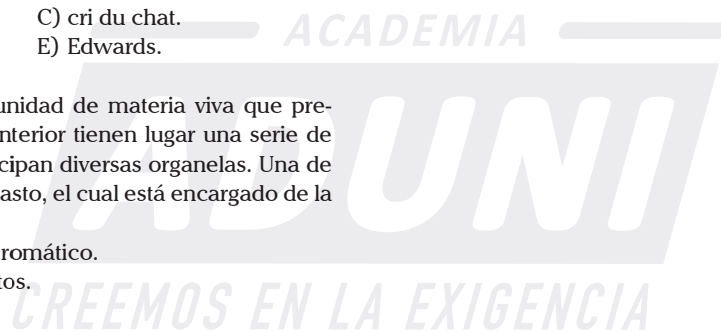 C) cri du chat.
E) Edwards.
ACADEMIA
ADUNI
unidad de materia viva que pre-
nterior tienen lugar una serie de
cipan diversas organelas. Una de
asto, el cual está encargado de la
romático.
tos.
CREEMOS EN LA EXIGENCIA